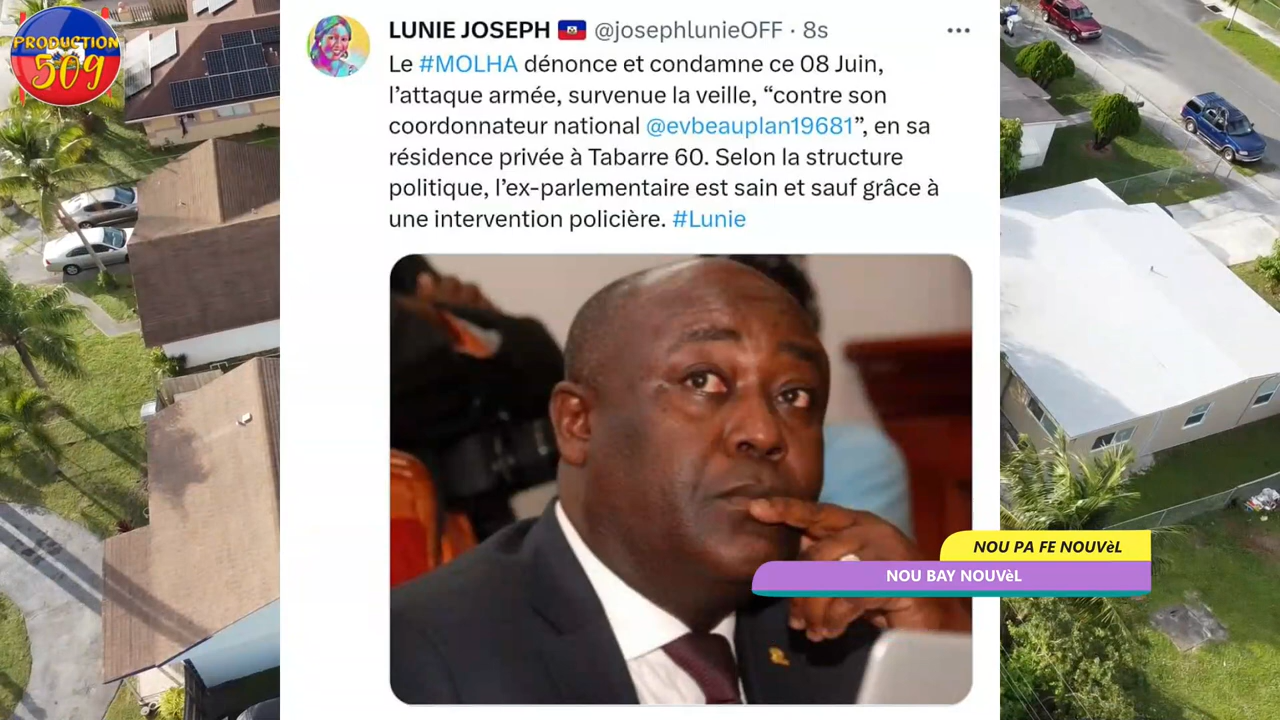 PRODUCTION
509
LUNIE JOSEPH 🇭🇹 @josephlunieOFF · 8s
Le #MOLHA dénonce et condamne ce 08 Juin,
l’attaque armée, survenue la veille, “contre son
coordonnateur national @evbeauplan19681”, en sa
résidence privée à Tabarre 60. Selon la structure
politique, l’ex-parlementaire est sain et sauf grâce à
une intervention policière. #Lunie
NOU PA FE NOUVèL
NOU BAY NOUVèL